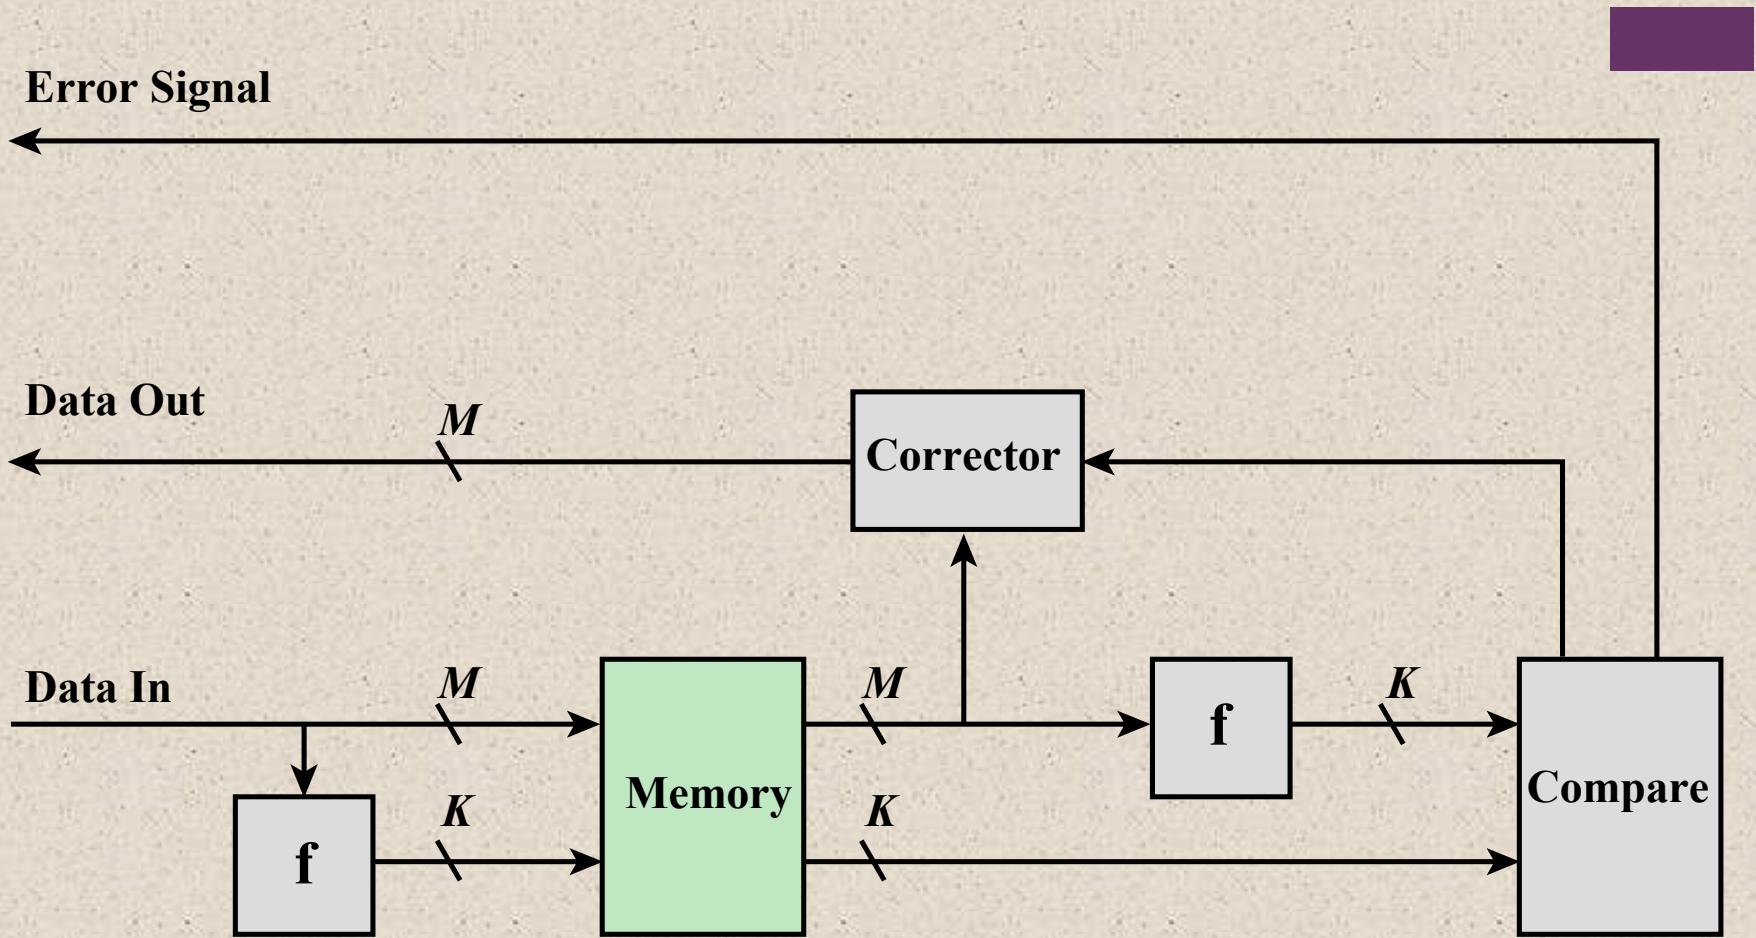 Error Signal
Data Out
M
Corrector
Data In
M
M
K
f
Memory
Compare
K
K
f